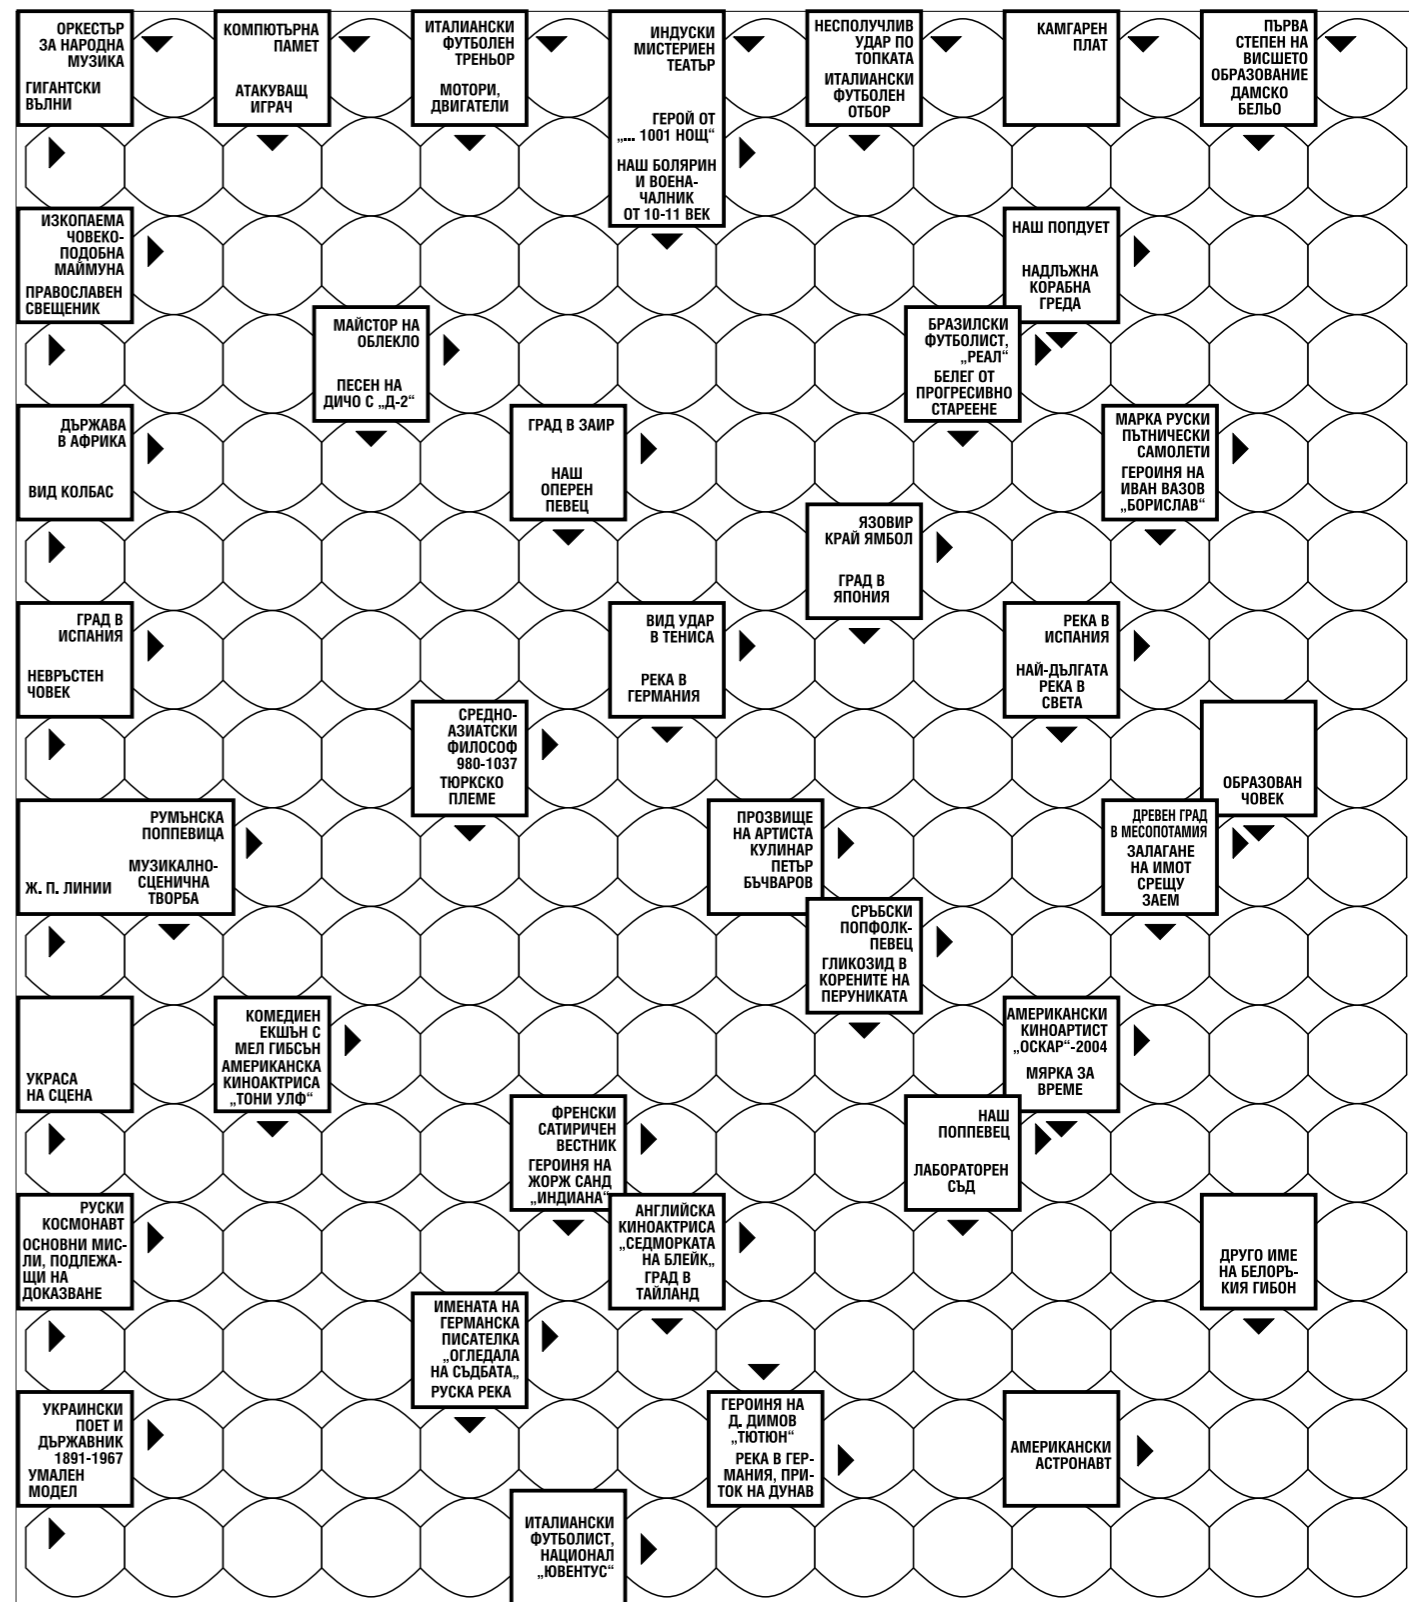 ОРКЕСТЪР
ЗА НАРОДНА
МУЗИКА
ГИГАНТСКИ
ВЪЛНИ
КОМПЮТЪРНА
ПАМЕТ
АТАКУВАЩ
ИГРАЧ
ИТАЛИАНСКИ
ФУТБОЛЕН
ТРЕНЬОР
МОТОРИ,
ДВИГАТЕЛИ
ИНДУСКИ
МИСТЕРИЕН
ТЕАТЪР
ГЕРОЙ ОТ
„... 1001 НОЩ“
НАШ БОЛЯРИН
И ВОЕНА-
ЧАЛНИК
ОТ 10-11 ВЕК
НЕСПОЛУЧЛИВ
УДАР ПО
ТОПКАТА
ИТАЛИАНСКИ
ФУТБОЛЕН
ОТБОР
КАМГАРЕН
ПЛАТ
ПЪРВА
СТЕПЕН НА
ВИСШЕТО
ОБРАЗОВАНИЕ
ДАМСКО
БЕЛЬО
ИЗКОПАЕМА
ЧОВЕКО-
ПОДОБНА
МАЙМУНА
ПРАВОСЛАВЕН
СВЕЩЕНИК
НАШ ПОПДУЕТ
НАДЛЪЖНА
КОРАБНА
ГРЕДА
МАЙСТОР НА
ОБЛЕКЛО
ПЕСЕН НА
ДИЧО С „Д-2“
БРАЗИЛСКИ
ФУТБОЛИСТ,
„РЕАЛ“
БЕЛЕГ ОТ
ПРОГРЕСИВНО
СТАРЕЕНЕ
ДЪРЖАВА
В АФРИКА
ВИД КОЛБАС
ГРАД В ЗАИР
НАШ
ОПЕРЕН
ПЕВЕЦ
МАРКА РУСКИ
ПЪТНИЧЕСКИ
САМОЛЕТИ
ГЕРОИНЯ НА
ИВАН ВАЗОВ
„БОРИСЛАВ“
ЯЗОВИР
КРАЙ ЯМБОЛ
ГРАД В
ЯПОНИЯ
ГРАД В
ИСПАНИЯ
НЕВРЪСТЕН
ЧОВЕК
ВИД УДАР
В ТЕНИСА
РЕКА В
ГЕРМАНИЯ
РЕКА В
ИСПАНИЯ
НАЙ-ДЪЛГАТА
РЕКА В
СВЕТА
СРЕДНО-
АЗИАТСКИ
ФИЛОСОФ
980-1037
ТЮРКСКО
ПЛЕМЕ
ОБРАЗОВАН
ЧОВЕК
РУМЪНСКА
ПОППЕВИЦА
Ж. П. ЛИНИИ
МУЗИКАЛНО-
СЦЕНИЧНА
ТВОРБА
ПРОЗВИЩЕ
НА АРТИСТА
КУЛИНАР
ПЕТЪР
БЪЧВАРОВ
ДРЕВЕН ГРАД
В МЕСОПОТАМИЯ
ЗАЛАГАНЕ
НА ИМОТ
СРЕЩУ
ЗАЕМ
СРЪБСКИ
ПОПФОЛК-
ПЕВЕЦ
ГЛИКОЗИД В
КОРЕНИТЕ НА
ПЕРУНИКАТА
УКРАСА
НА СЦЕНА
КОМЕДИЕН
ЕКШЪН С
МЕЛ ГИБСЪН
АМЕРИКАНСКА
КИНОАКТРИСА
„ТОНИ УЛФ“
АМЕРИКАНСКИ
КИНОАРТИСТ
„ОСКАР“-2004
МЯРКА ЗА
ВРЕМЕ
ФРЕНСКИ
САТИРИЧЕН
ВЕСТНИК
ГЕРОИНЯ НА
ЖОРЖ САНД
„ИНДИАНА“
НАШ
ПОППЕВЕЦ
ЛАБОРАТОРЕН
СЪД
РУСКИ
КОСМОНАВТ
ОСНОВНИ МИС-
ЛИ, ПОДЛЕЖА-
ЩИ НА
ДОКАЗВАНЕ
АНГЛИЙСКА
КИНОАКТРИСА
„СЕДМОРКАТА
НА БЛЕЙК„
ГРАД В
ТАЙЛАНД
ДРУГО ИМЕ
НА БЕЛОРЪ-
КИЯ ГИБОН
ИМЕНАТА НА
ГЕРМАНСКА
ПИСАТЕЛКА
„ОГЛЕДАЛА
НА СЪДБАТА„
РУСКА РЕКА
УКРАИНСКИ
ПОЕТ И
ДЪРЖАВНИК
1891-1967
УМАЛЕН
МОДЕЛ
ГЕРОИНЯ НА
Д. ДИМОВ
„ТЮТЮН“
РЕКА В ГЕР-
МАНИЯ, ПРИ-
ТОК НА ДУНАВ
АМЕРИКАНСКИ
АСТРОНАВТ
ИТАЛИАНСКИ
ФУТБОЛИСТ,
НАЦИОНАЛ
„ЮВЕНТУС“